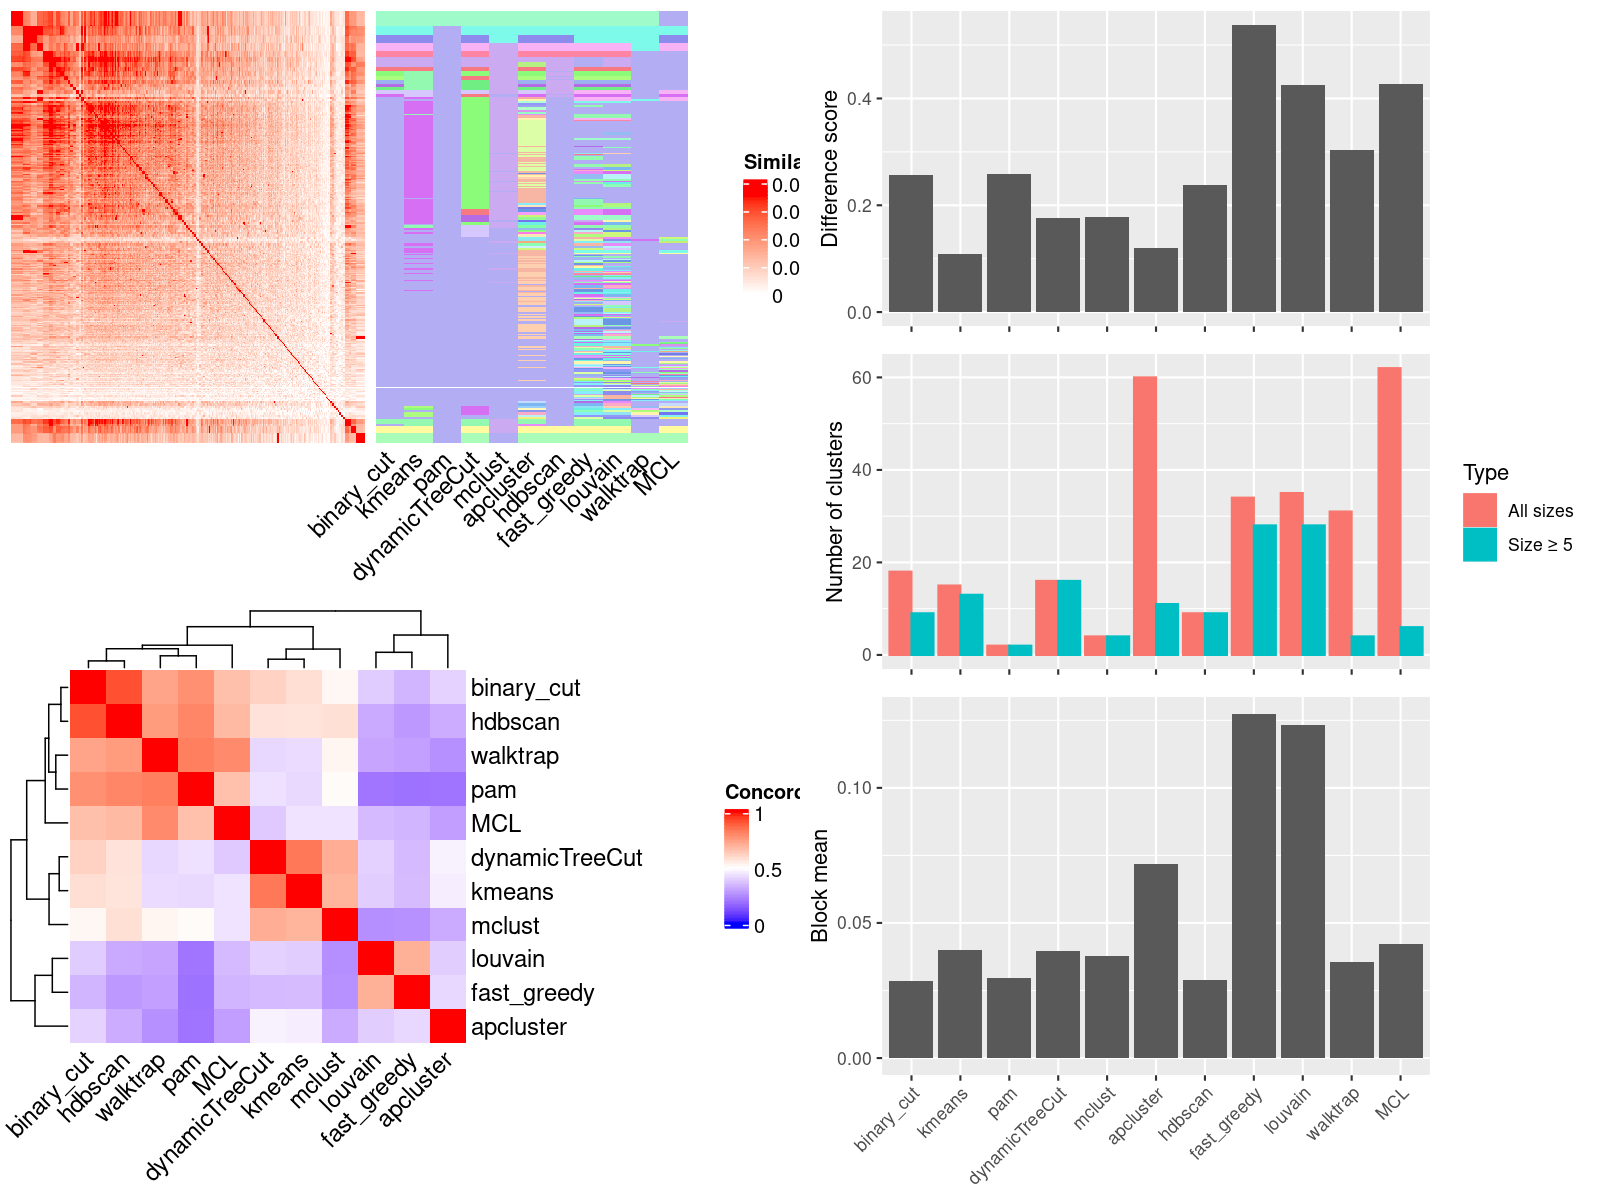 Simila
0.0
0.0
0.0
0.0
0
binary_cut
kmeans
pam
dynamicTreeCut
mclust
apcluster
hdbscan
fast_greedy
louvain
walktrap
MCL
binary_cut
hdbscan
walktrap
pam
MCL
dynamicTreeCut
kmeans
mclust
louvain
fast_greedy
apcluster
binary_cut
hdbscan
walktrap
pam
MCL
dynamicTreeCut
kmeans
mclust
louvain
fast_greedy
apcluster
Concord
1
0.5
0
Difference score
0.4
0.2
0.0
Number of clusters
60
40
20
0
Type
All sizes
Size ≥ 5
Block mean
0.10
0.05
0.00
binary_cut
kmeans
pam
dynamicTreeCut
mclust
apcluster
hdbscan
fast_greedy
louvain
walktrap
MCL